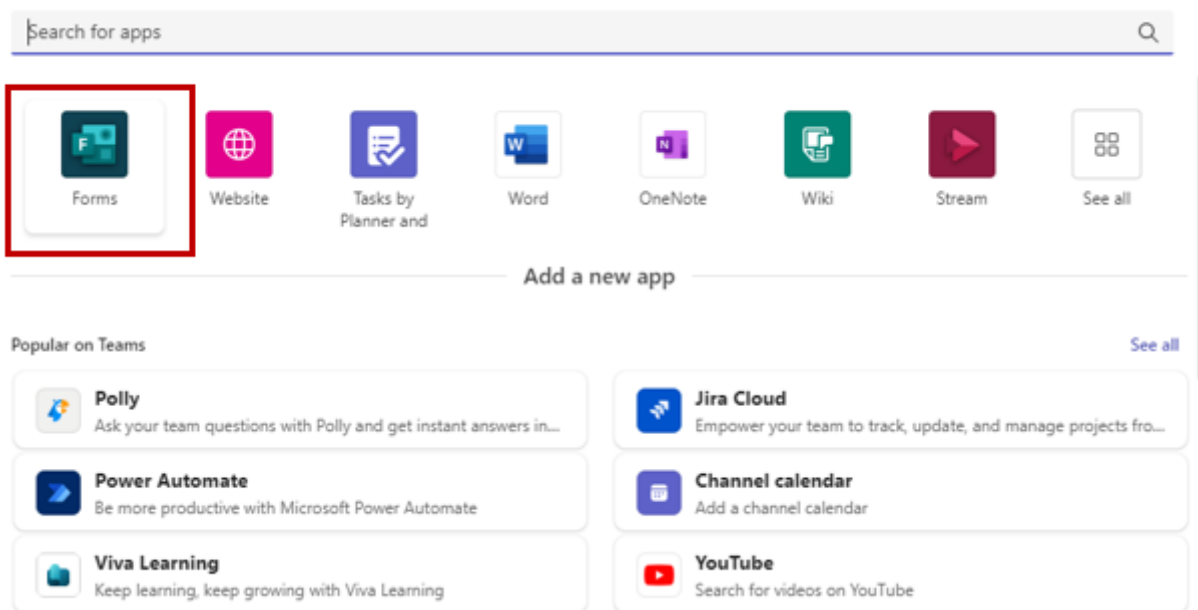 Search for apps
Forms
Website
Tasks by
Planner and
Word
OneNote
Wiki
Stream
See all
Add a new app
Popular on Teams
See all
Polly
Ask your team questions with Polly and get instant answers in....
Jira Cloud
Empower your team to track, update, and manage projects fro...
Power Automate
Be more productive with Microsoft Power Automate
Channel calendar
Add a channel calendar
Viva Learning
Keep learning, keep growing with Viva Learning
YouTube
Search for videos on YouTube